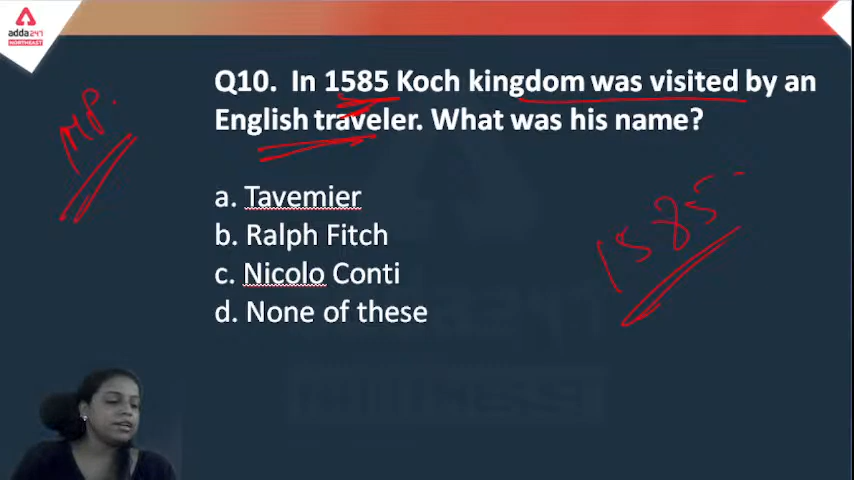 adda247
NORTHEAST
Q10. In 1585 Koch kingdom was visited by an
English traveler. What was his name?
MP.
a. Tavemier
b. Ralph Fitch
c. Nicolo Conti
d. None of these
1585